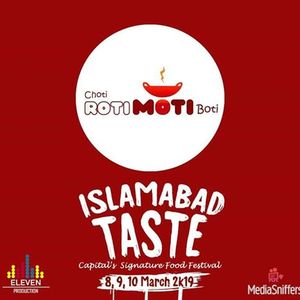 Choti
ROTI MOTI Boti
ISLAMABAD
TASTE
Capital's Signature Food Festival
8, 9, 10 March 2k19
ELEVEN
PRODUCTION
MediaSniffers